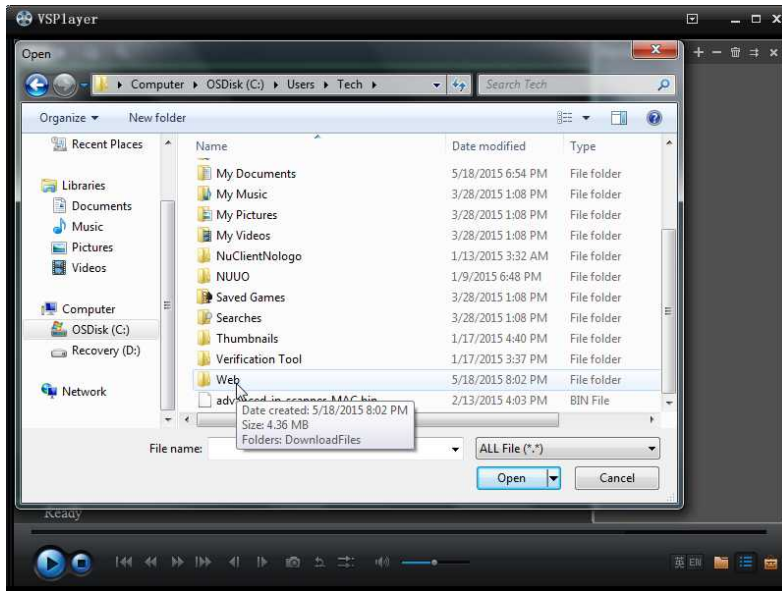 VSPlayer
Open
Computer ▸ OSDisk (C:) ▸ Users ▸ Tech ▸
Search Tech
Organize ▾ New folder
Recent Places
Libraries
Documents
Music
Pictures
Videos
Computer
OSDisk (C:)
Recovery (D:)
Network
Name Date modified Type
My Documents 5/18/2015 6:54 PM File folder
My Music 3/28/2015 1:08 PM File folder
My Pictures 3/28/2015 1:08 PM File folder
My Videos 3/28/2015 1:08 PM File folder
NuClientNologo 1/13/2015 3:32 AM File folder
NUUO 1/9/2015 6:48 PM File folder
Saved Games 3/28/2015 1:08 PM File folder
Searches 3/28/2015 1:08 PM File folder
Thumbnails 1/17/2015 4:40 PM File folder
Verification Tool 1/17/2015 3:37 PM File folder
Web 5/18/2015 8:02 PM File folder
advanced_ip_scanner_MAC.bin 2/13/2015 4:03 PM BIN File
Date created: 5/18/2015 8:02 PM
Size: 4.36 MB
Folders: DownloadFiles
File name:
ALL File (*.*)
Open Cancel
Ready
英 EN